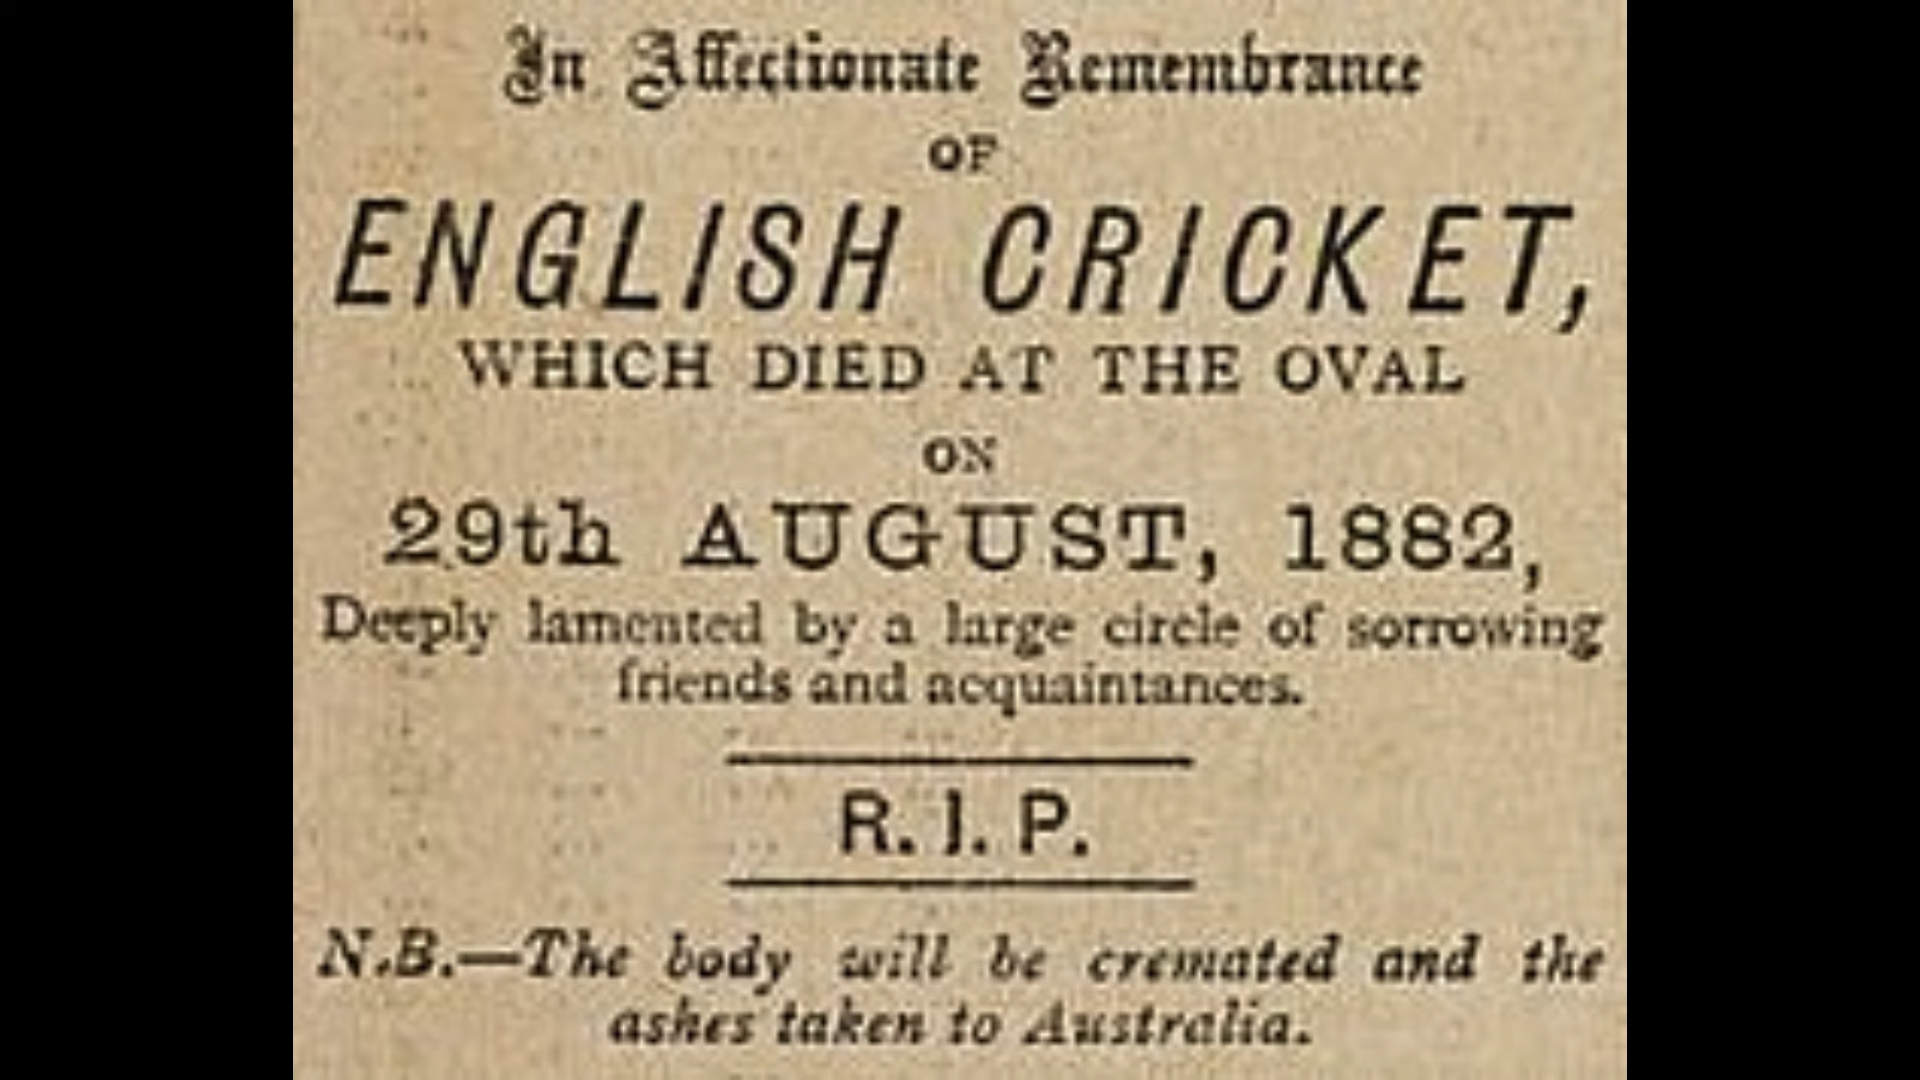 In Affectionate Remembrance
OF
ENGLISH CRICKET,
WHICH DIED AT THE OVAL
ON
29th AUGUST, 1882,
Deeply lamented by a large circle of sorrowing
friends and acquaintances.
R. I. P.
N.B.—The body will be cremated and the
ashes taken to Australia.